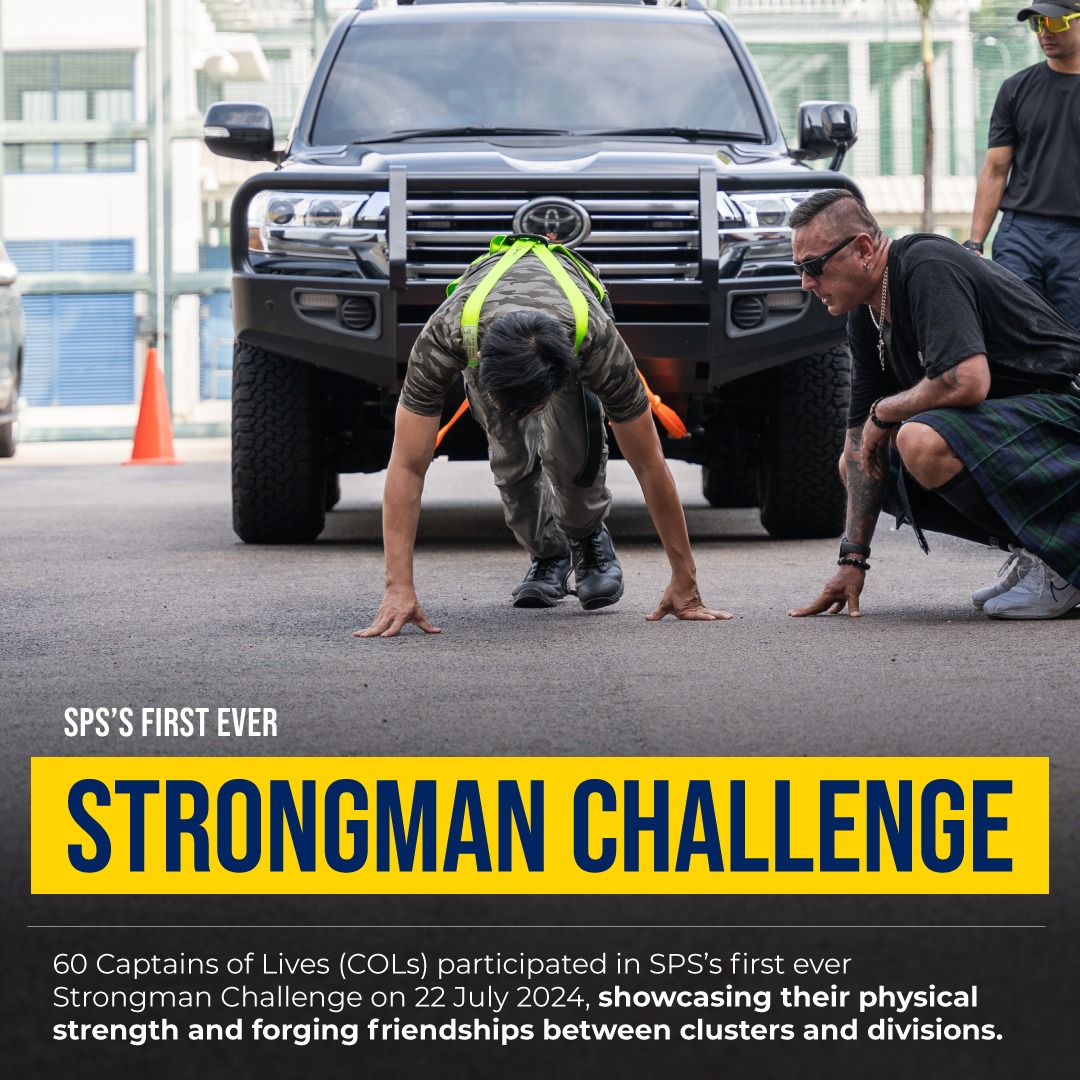 SPS'S FIRST EVER
STRONGMAN CHALLENGE
60 Captains of Lives (COLs) participated in SPS's first ever
Strongman Challenge on 22 July 2024, showcasing their physical
strength and forging friendships between clusters and divisions.